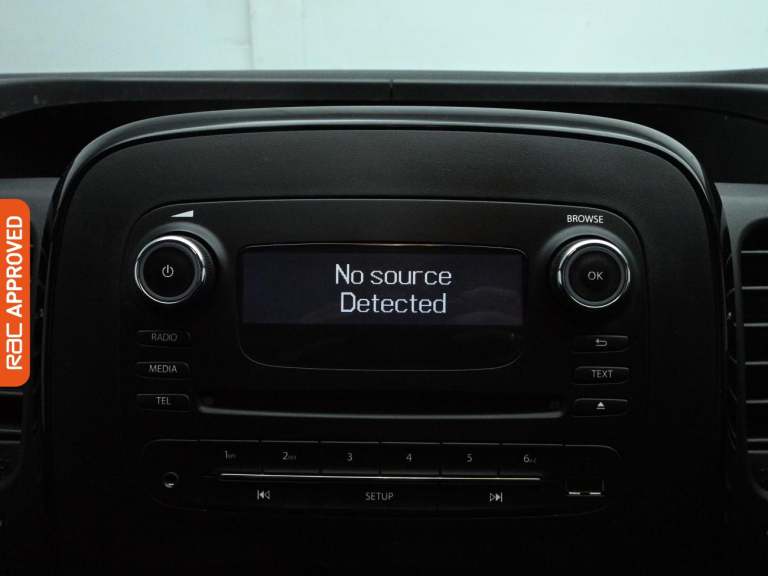 BROWSE
No source
Detected
OK
RADIO
MEDIA
TEL
TEXT
1 2 3 4 5 6
SETUP
RAC APPROVED